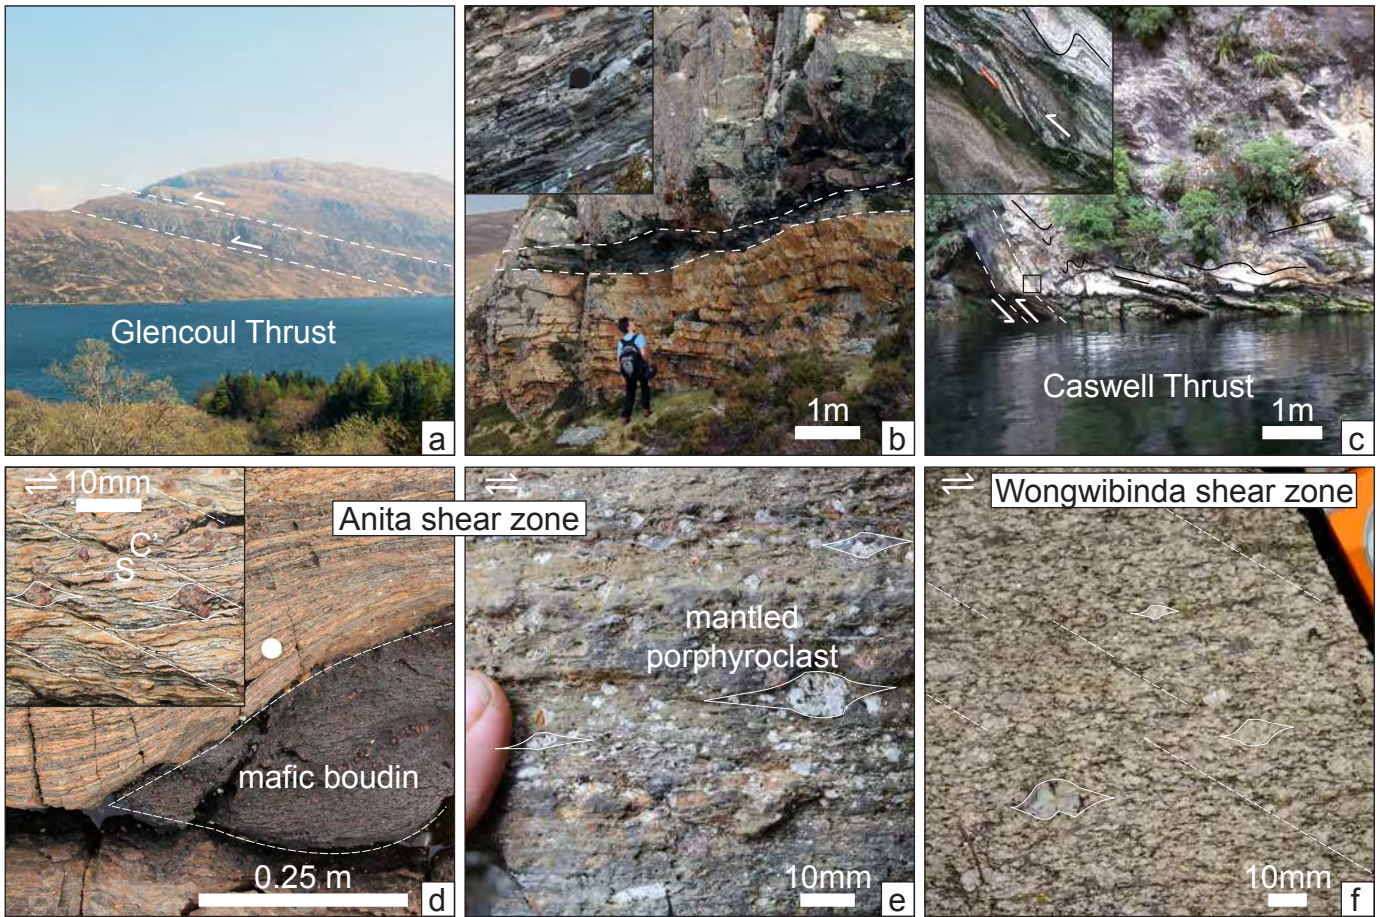 Glencoul Thrust
a
1m
b
Caswell Thrust
1m
c
10mm
C'
S
Anita shear zone
mafic boudin
0.25 m
d
mantled
porphyroclast
10mm
e
Wongwibinda shear zone
10mm
f